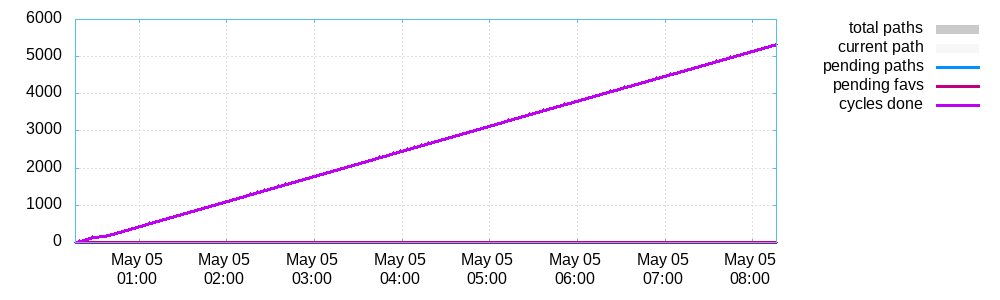 6000
5000
4000
3000
2000
1000
0
May 05 May 05 May 05 May 05 May 05 May 05 May 05 May 05
01:00 02:00 03:00 04:00 05:00 06:00 07:00 08:00
total paths
current path
pending paths
pending favs
cycles done